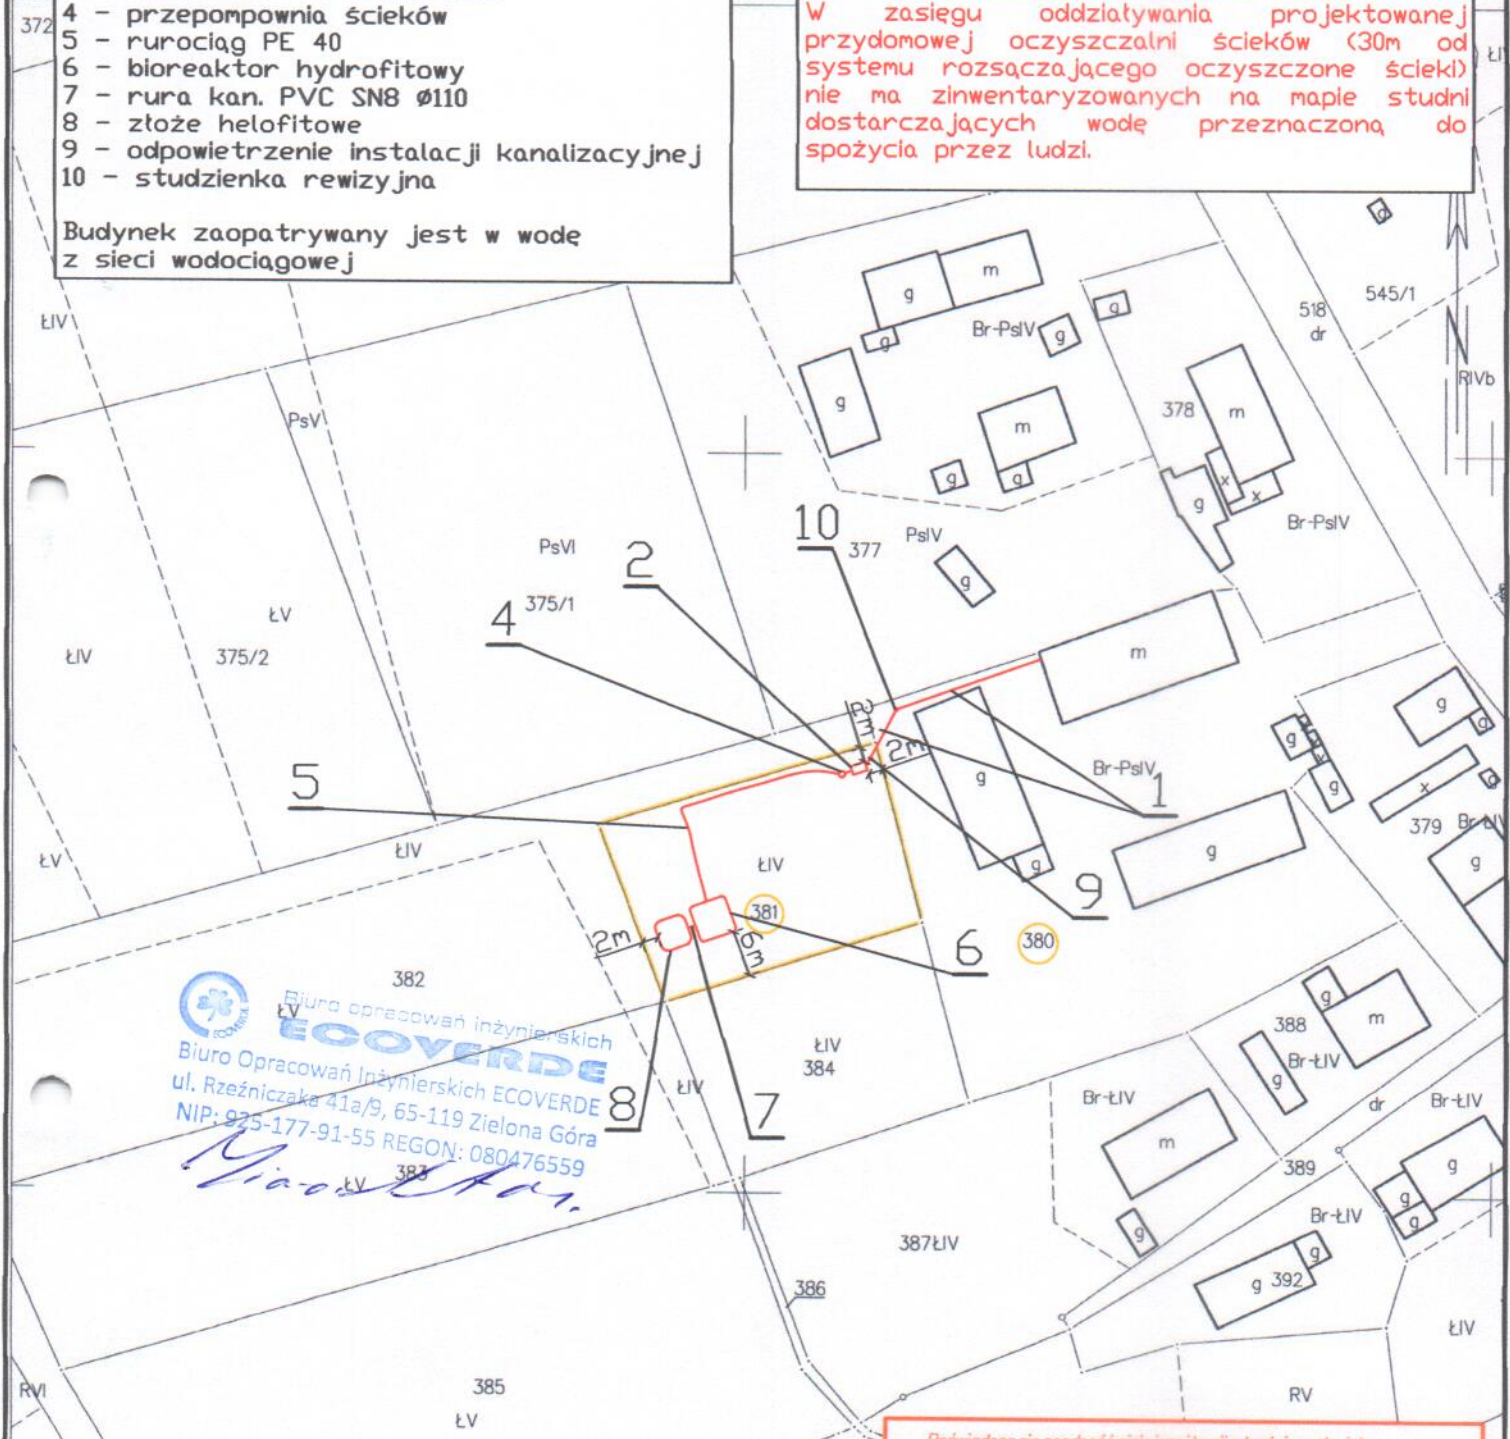 4 - przepompownia ścieków
5 - rurociąg PE 40
6 - bioreaktor hydrofitowy
7 - rura kan. PVC SN8 Ø110
8 - złoże helofitowe
9 - odpowietrzenie instalacji kanalizacyjnej
10 - studzienka rewizyjna
Budynek zaopatrywany jest w wodę
z sieci wodociągowej
W zasięgu oddziaływania projektowanej
przydomowej oczyszczalni ścieków (30m od
systemu rozsączającego oczyszczone ścieki)
nie ma zinwentaryzowanych na mapie studni
dostarczających wodę przeznaczoną do
spożycia przez ludzi.
372
g
g m
545/1
518
dr
ŁIV
Br-PsIV
g
g
g
RIVb
PsV
g
m
378
m
g
g
x
x
g
Br-PsIV
10
377
PsIV
PsVI
2
g
375/1
4
ŁV
ŁIV
375/2
m
2m
2m
g
g
g
x
5
Br-PsIV
1
g
g
x
g
379
Br-ŁIV
ŁV
ŁIV
ŁIV
g
g
g
9
381
380
2m
6m
6
382
ŁV
g
m
388
Br-ŁIV
g
ŁIV
384
Biuro opracowań inżynierskich
ECOVERDE
Biuro Opracowań Inżynierskich ECOVERDE
ul. Rzeźniczaka 41a/9, 65-119 Zielona Góra
NIP: 925-177-91-55 REGON: 080476559
ŁIV
8
7
Br-ŁIV
dr
Br-ŁIV
m
g
389
g
g
ŁV
383
Br-ŁIV
g
387ŁIV
g
g 392
386
ŁIV
RVI
385
ŁV
RV